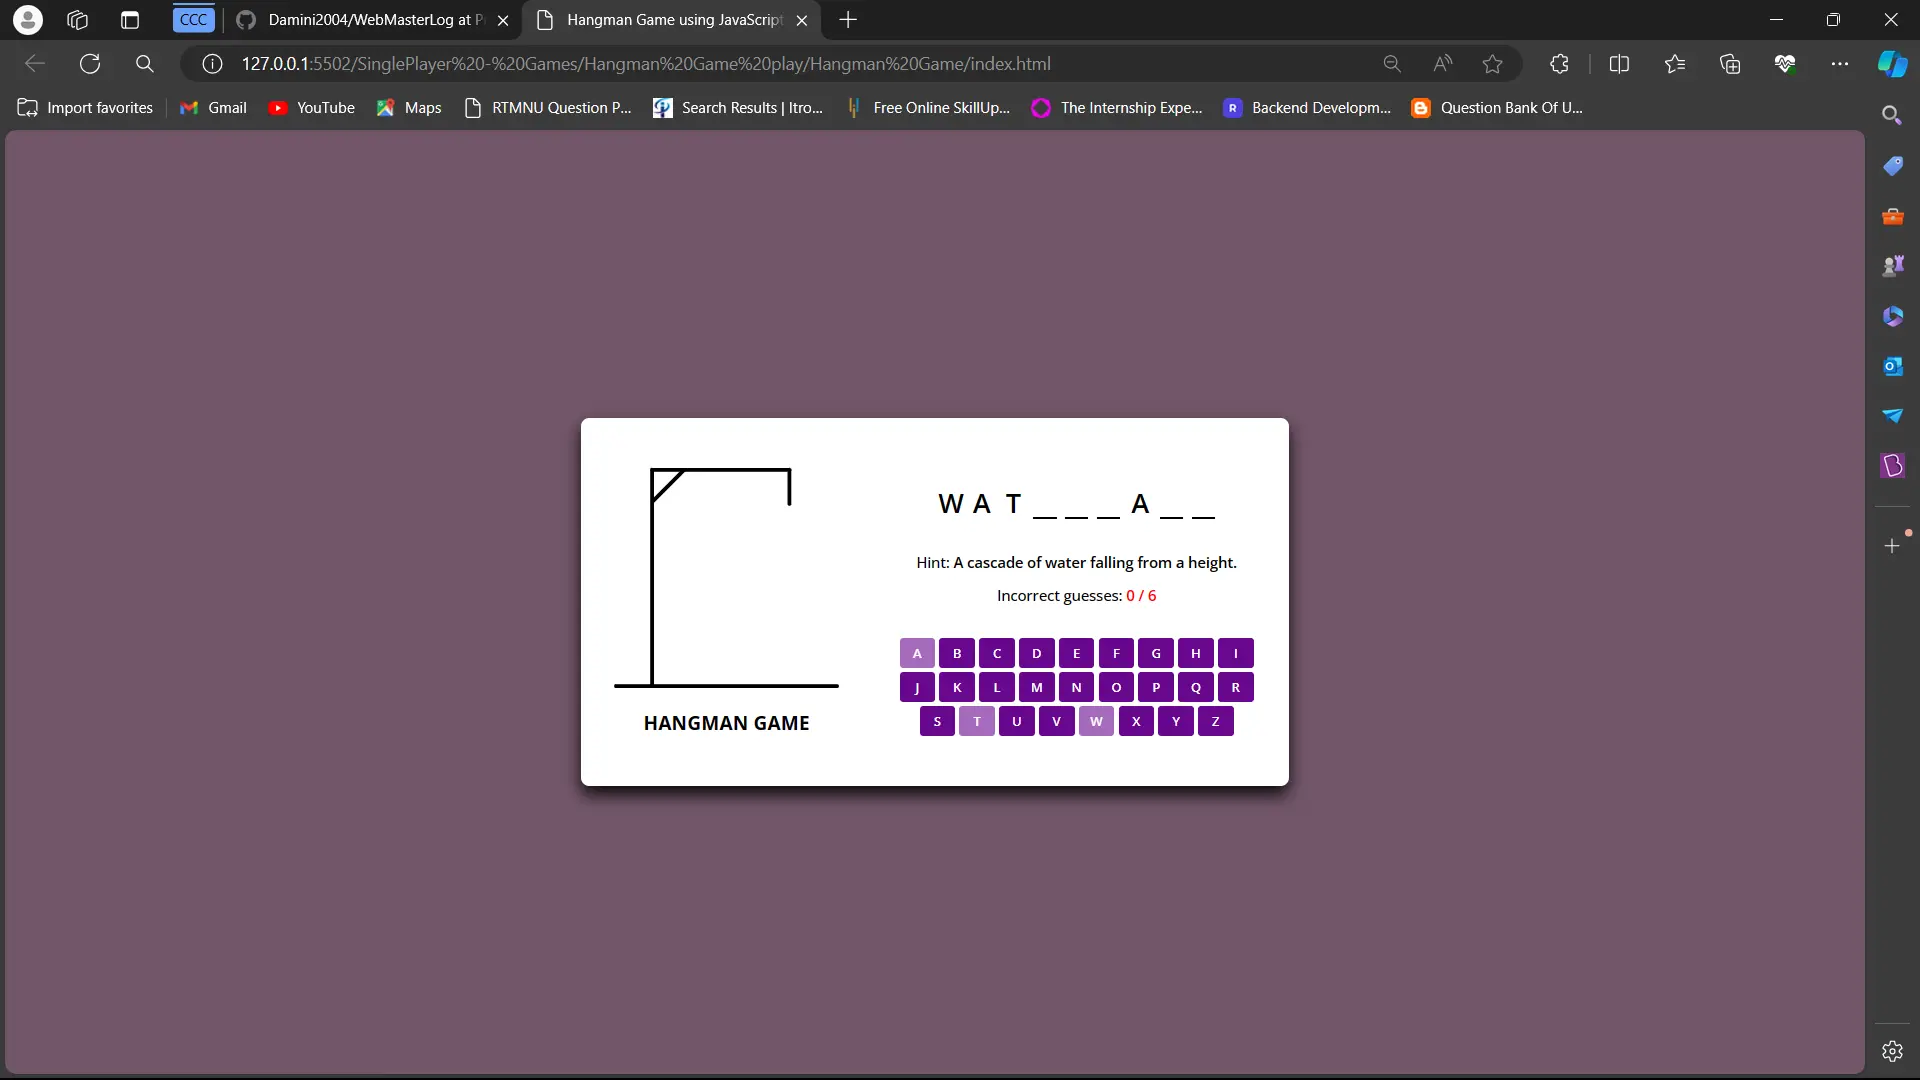 CCC
Damini2004/WebMasterLog at P
Hangman Game using JavaScript
127.0.0.1:5502/SinglePlayer%20-%20Games/Hangman%20Game%20play/Hangman%20Game/index.html
Import favorites
Gmail
YouTube
Maps
RTMNU Question P...
Search Results | Itro...
Free Online SkillUp...
The Internship Expe...
R
Backend Developm...
Question Bank Of U...
W A T _ _ _ A _ _
Hint: A cascade of water falling from a height.
Incorrect guesses: 0 / 6
A B C D E F G H I
J K L M N O P Q R
S T U V W X Y Z
HANGMAN GAME